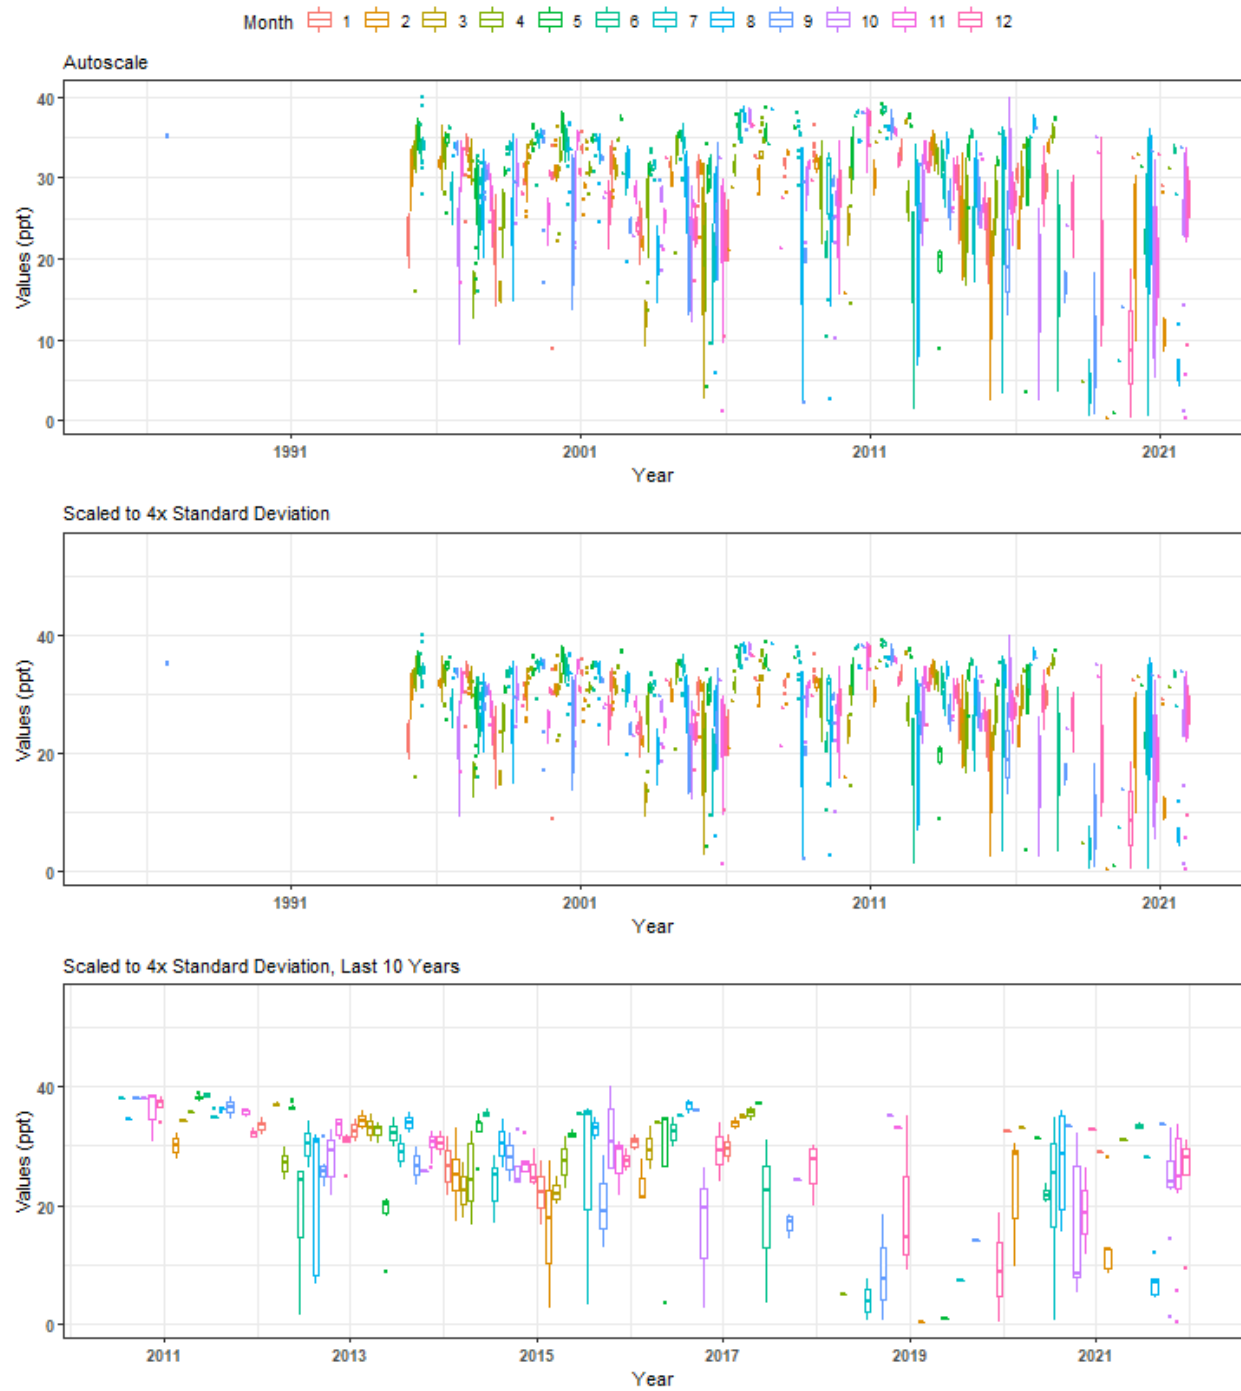 Month 1 2 3 4 5 6 7 8 9 10 11 12
Autoscale
Values (ppt)
40
30
20
10
0
1991 2001 2011 2021
Year
Scaled to 4x Standard Deviation
Values (ppt)
40
20
0
1991 2001 2011 2021
Year
Scaled to 4x Standard Deviation, Last 10 Years
Values (ppt)
40
20
0
2011 2013 2015 2017 2019 2021
Year